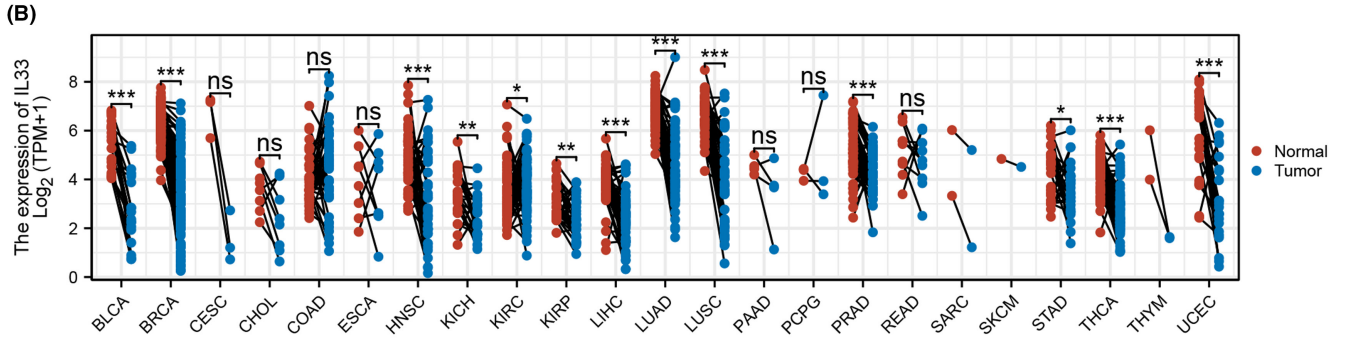 (B)
The expression of IL33
Log2 (TPM+1)
0
2
4
6
8
***
***
ns
ns
ns
ns
***
**
*
**
***
***
***
ns
ns
***
ns
*
***
***
BLCA
BRCA
CESC
CHOL
COAD
ESCA
HNSC
KICH
KIRC
KIRP
LIHC
LUAD
LUSC
PAAD
PCPG
PRAD
READ
SARC
SKCM
STAD
THCA
THYM
UCEC
Normal
Tumor